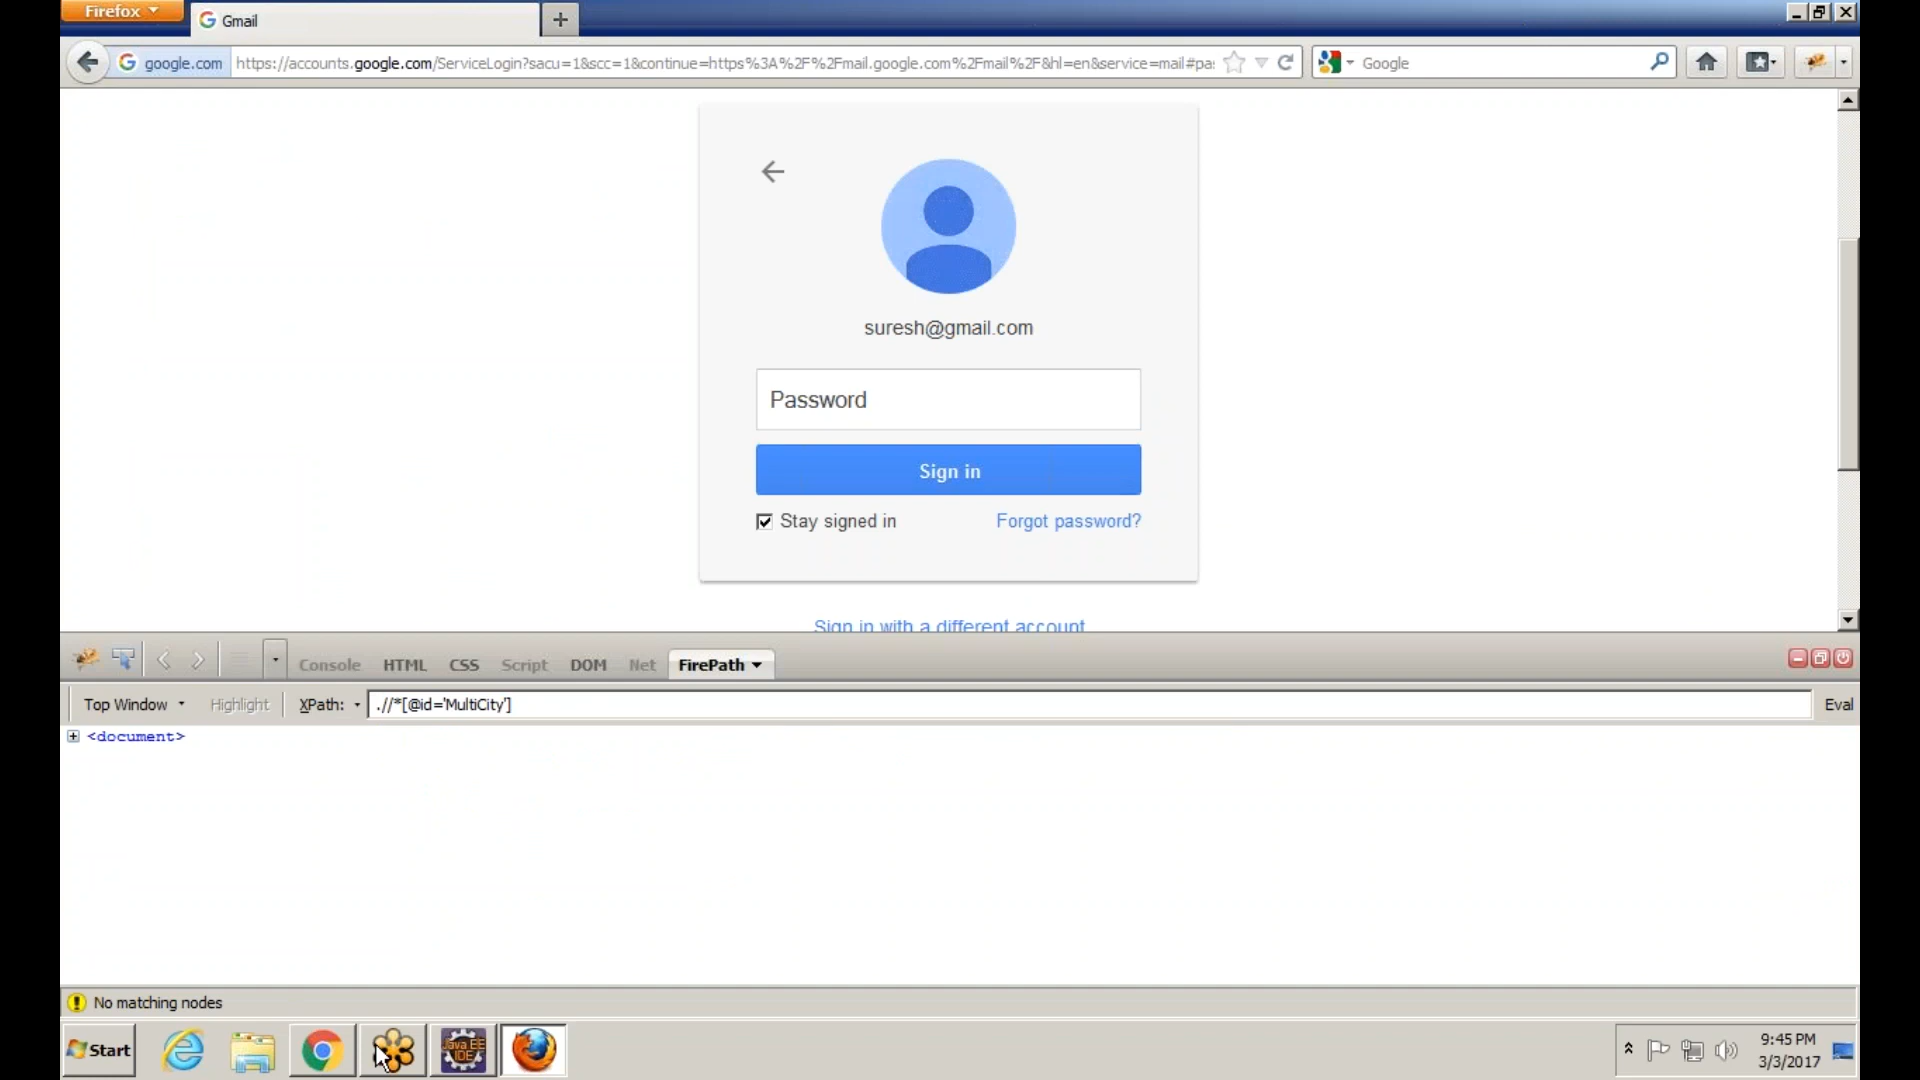 Firefox
Gmail
google.com https://accounts.google.com/ServiceLogin?sacu=1&scc=1&continue=https%3A%2F%2Fmail.google.com%2Fmail%2F&hl=en&service=mail#pa:
Google
suresh@gmail.com
Password
Sign in
Stay signed in Forgot password?
Sign in with a different account
Console HTML CSS Script DOM Net FirePath
Top Window Highlight XPath: .//*[@id='MultiCity'] Eval
<document>
No matching nodes
Start
Java EE
IDE
9:45 PM
3/3/2017